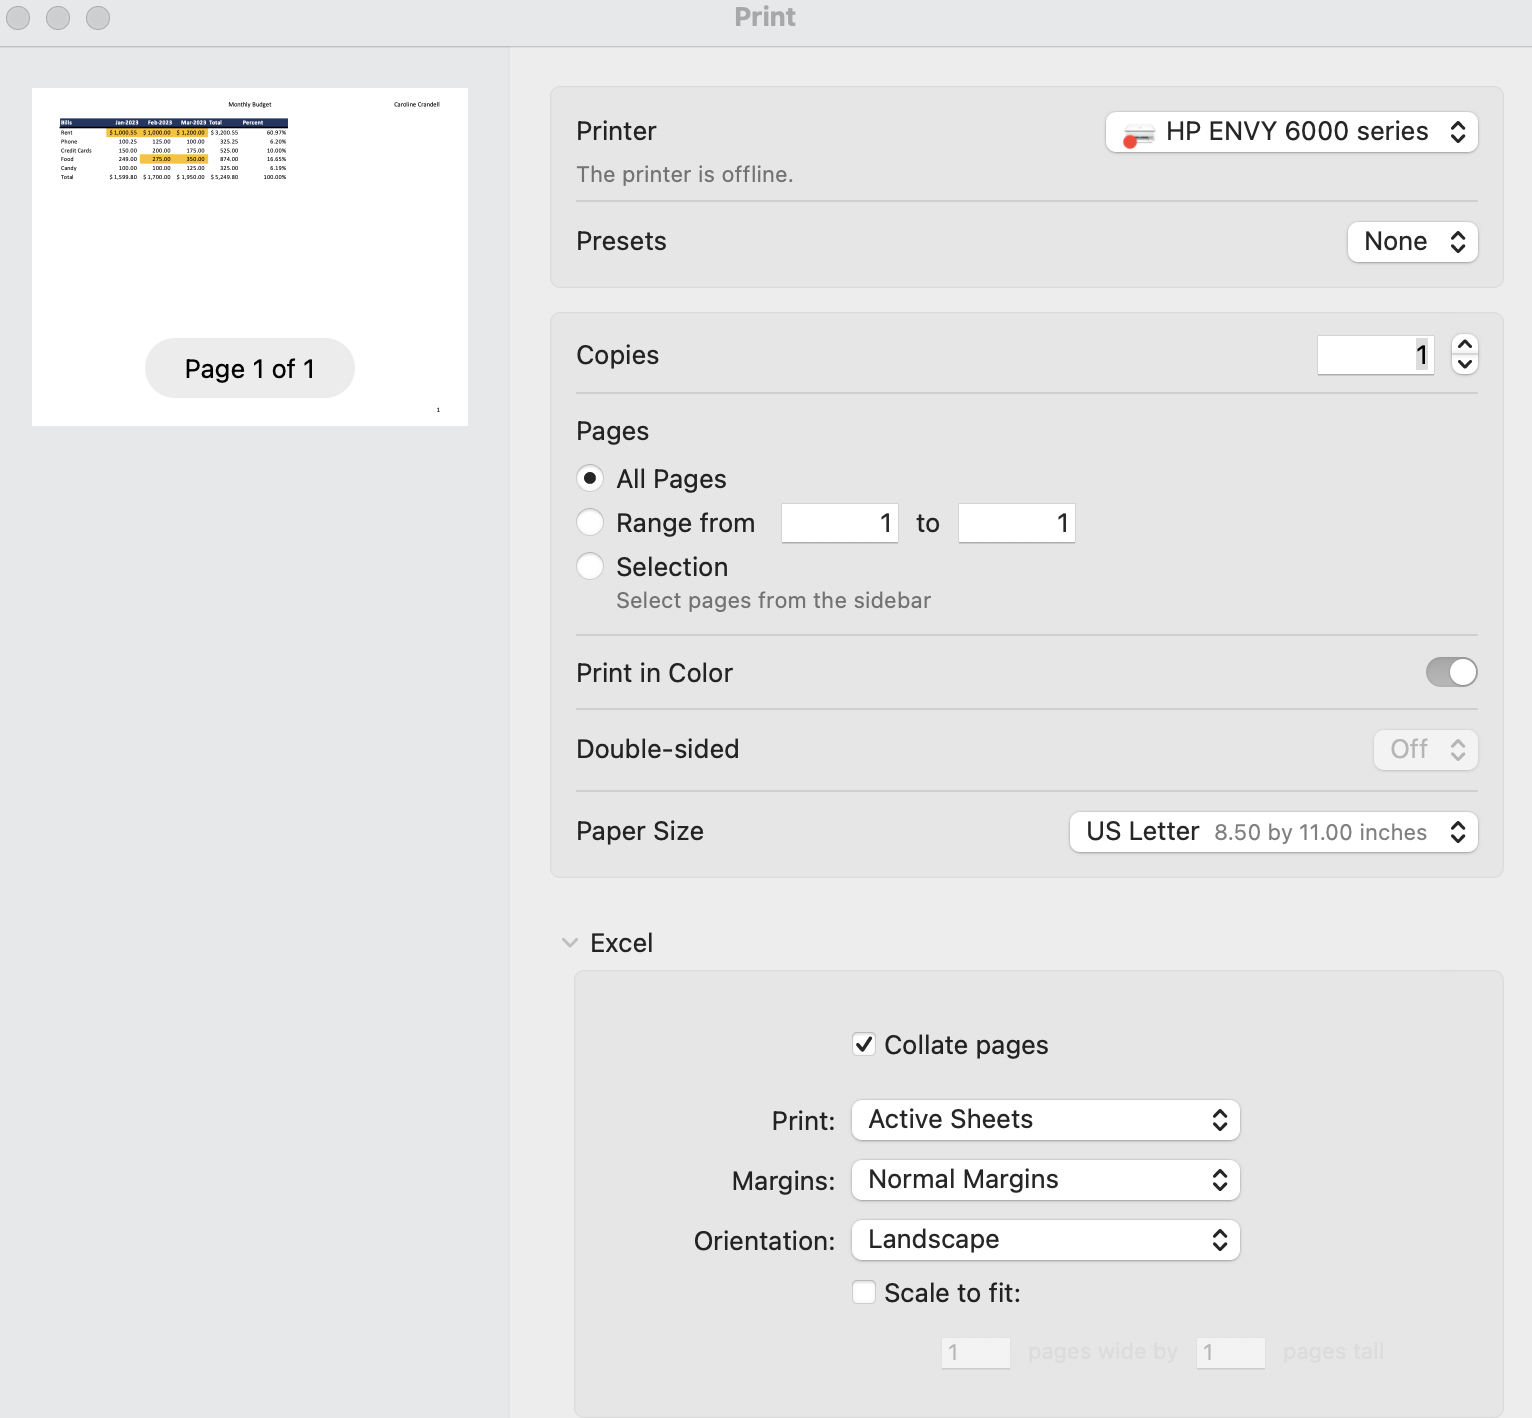 Print
Monthly Budget Caroline Crandell
Bills Jan-2023 Feb-2023 Mar-2023 Total Percent
Rent $ 1,000.55 $ 1,000.00 $ 1,200.00 $ 3,200.55 60.97%
Phone 100.25 125.00 100.00 325.25 6.20%
Credit Cards 150.00 200.00 175.00 525.00 10.00%
Food 249.00 275.00 350.00 874.00 16.65%
Candy 100.00 100.00 125.00 325.00 6.19%
Total $ 1,599.80 $ 1,700.00 $ 1,950.00 $ 5,249.80 100.00%
Page 1 of 1
1
Printer HP ENVY 6000 series
The printer is offline.
Presets None
Copies 1
Pages
All Pages
Range from 1 to 1
Selection
Select pages from the sidebar
Print in Color
Double-sided Off
Paper Size US Letter 8.50 by 11.00 inches
Excel
Collate pages
Print: Active Sheets
Margins: Normal Margins
Orientation: Landscape
Scale to fit:
1 pages wide by 1 pages tall